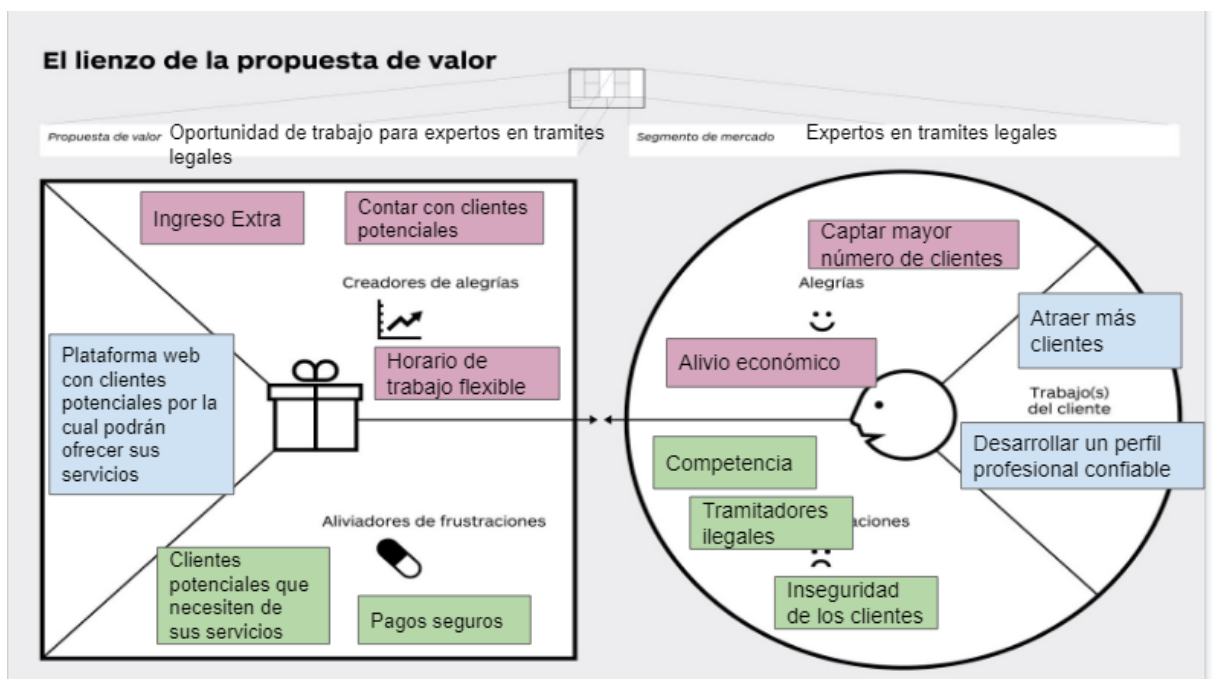 El lienzo de la propuesta de valor
Propuesta de valor
Oportunidad de trabajo para expertos en tramites
legales
Segmento de mercado
Expertos en tramites legales
Ingreso Extra
Contar con clientes
potenciales
Creadores de alegrías
Horario de
trabajo flexible
Plataforma web
con clientes
potenciales por la
cual podrán
ofrecer sus
servicios
Aliviadores de frustraciones
Clientes
potenciales que
necesiten de
sus servicios
Pagos seguros
Captar mayor
número de clientes
Alegrías
Alivio económico
Atraer más
clientes
Trabajo(s)
del cliente
Desarrollar un perfil
profesional confiable
Competencia
Tramitadores
ilegales
Inseguridad
de los clientes